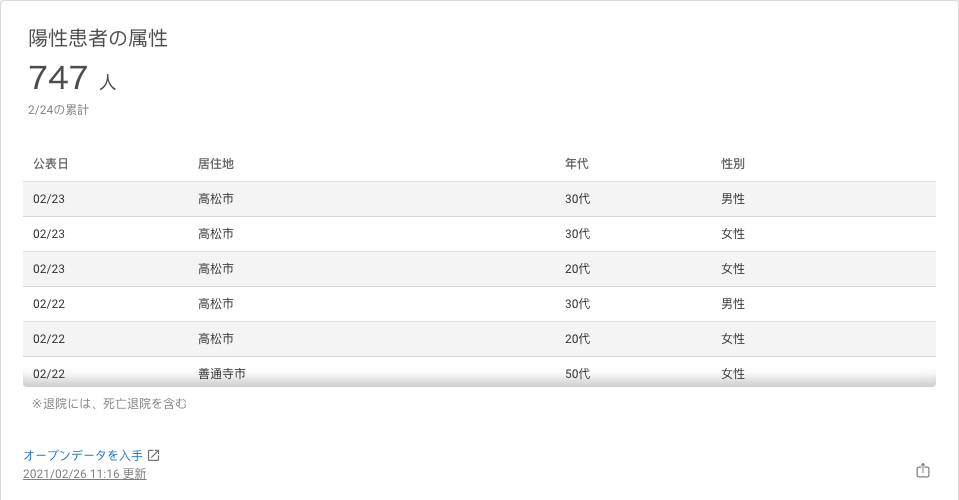 陽性患者の属性
747 人
2/24の累計
公表日 居住地 年代 性別
02/23 高松市 30代 男性
02/23 高松市 30代 女性
02/23 高松市 20代 女性
02/22 高松市 30代 男性
02/22 高松市 20代 女性
02/22 善通寺市 50代 女性
※退院には、死亡退院を含む
オープンデータを入手
2021/02/26 11:16 更新